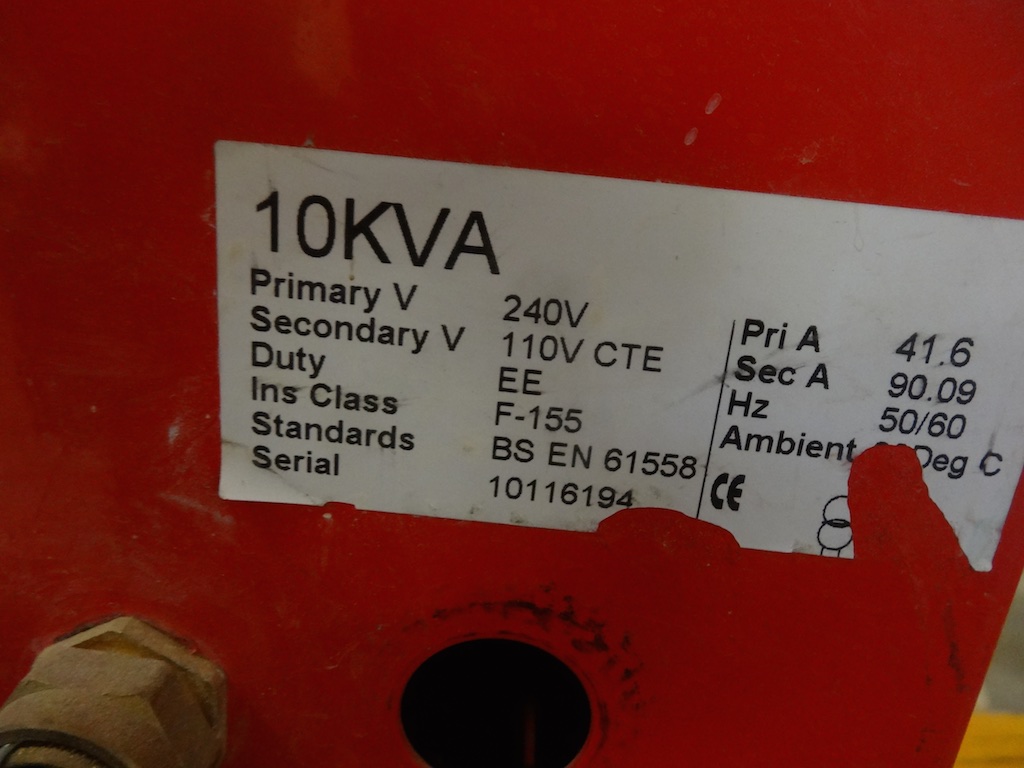 10KVA
Primary V 240V
Secondary V 110V CTE
Duty EE
Ins Class F-155
Standards BS EN 61558
Serial 10116194
Pri A 41.6
Sec A 90.09
Hz 50/60
Ambient Deg C
CE